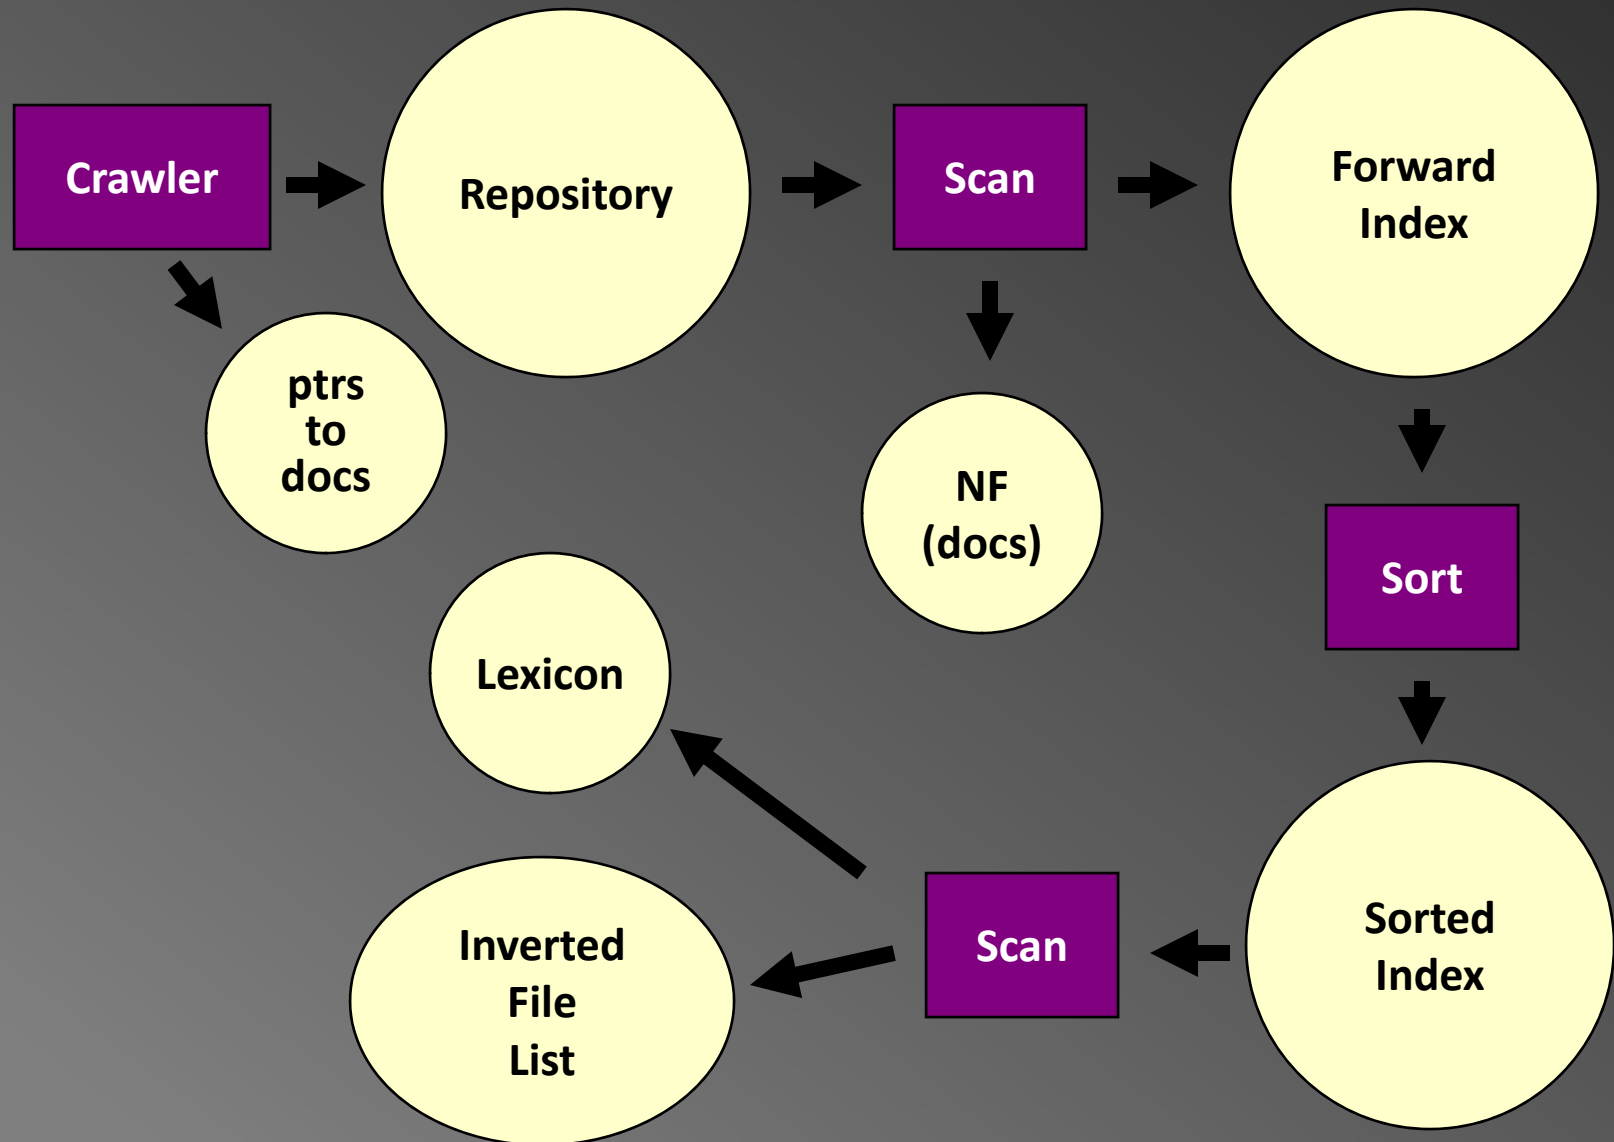 Crawler
Repository
Scan
Forward
Index
ptrs
to
docs
NF
(docs)
Sort
Lexicon
Inverted
File
List
Scan
Sorted
Index